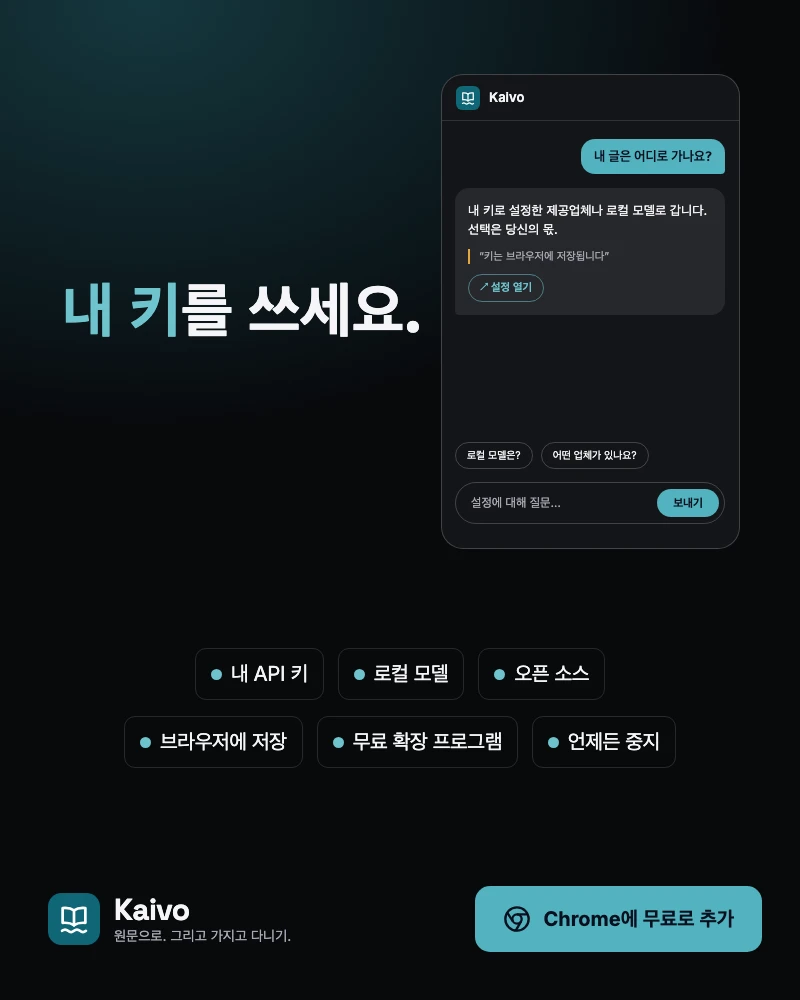 Kaivo
내 글은 어디로 가나요?
내 키로 설정한 제공업체나 로컬 모델로 갑니다.
선택은 당신의 몫.
"키는 브라우저에 저장됩니다"
↗ 설정 열기
내 키를 쓰세요.
로컬 모델은?
어떤 업체가 있나요?
설정에 대해 질문...
보내기
내 API 키
로컬 모델
오픈 소스
브라우저에 저장
무료 확장 프로그램
언제든 중지
Kaivo
원문으로. 그리고 가지고 다니기.
Chrome에 무료로 추가